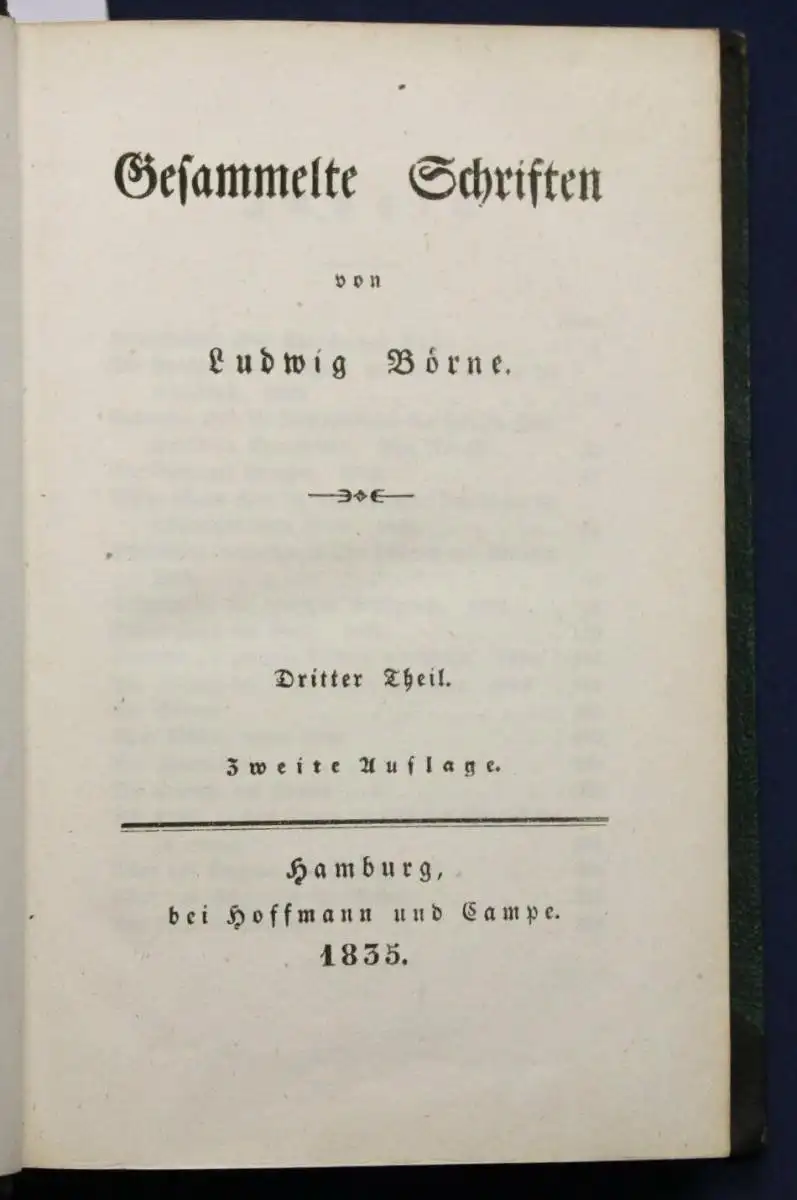 Gesammelte Schriften
von
Ludwig Börne.
Dritter Theil.
Zweite Auflage.
Hamburg,
bei Hoffmann und Campe.
1835.